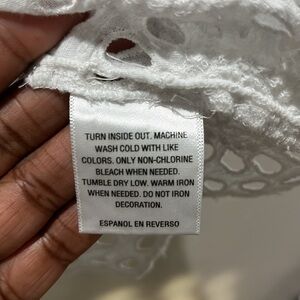 TURN INSIDE OUT. MACHINE
WASH COLD WITH LIKE
COLORS. ONLY NON-CHLORINE
BLEACH WHEN NEEDED.
TUMBLE DRY LOW. WARM IRON
WHEN NEEDED. DO NOT IRON
DECORATION.
ESPANOL EN REVERSO